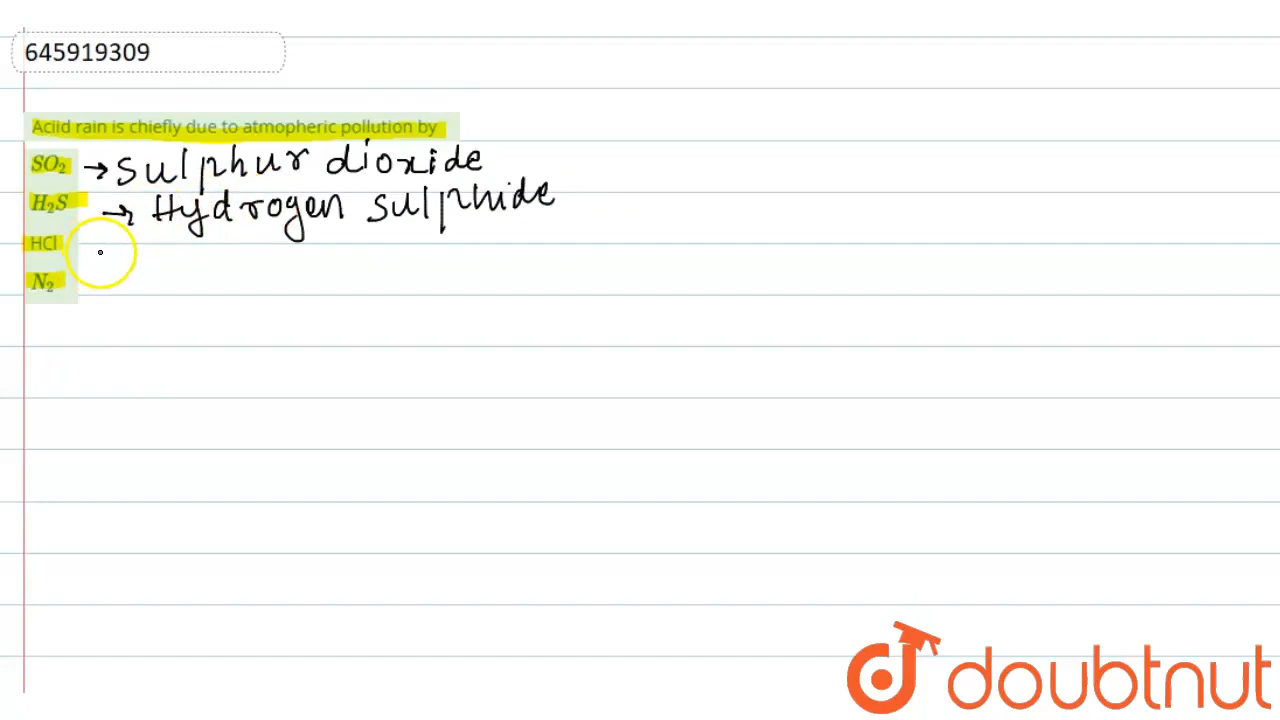 645919309
Aciid rain is chiefly due to atmopheric pollution by
SO₂ → Sulphur dioxide
H₂S → Hydrogen sulphide
HCl
N₂
doubtnut